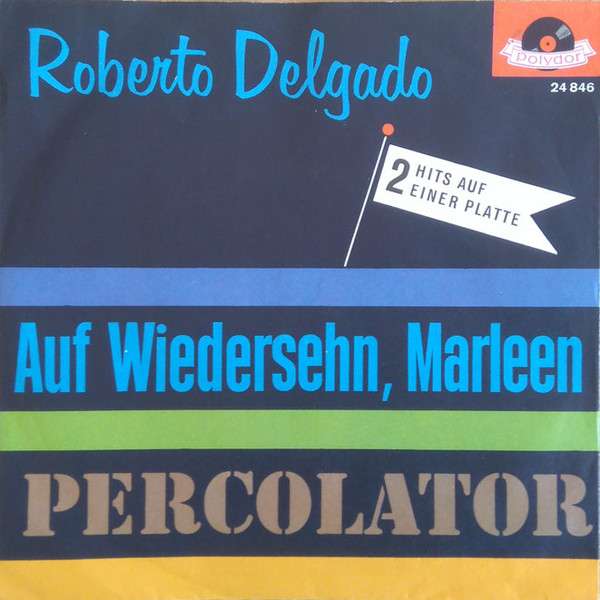 Roberto Delgado
polydor
24 846
2 HITS AUF
EINER PLATTE
Auf Wiedersehn, Marleen
PERCOLATOR